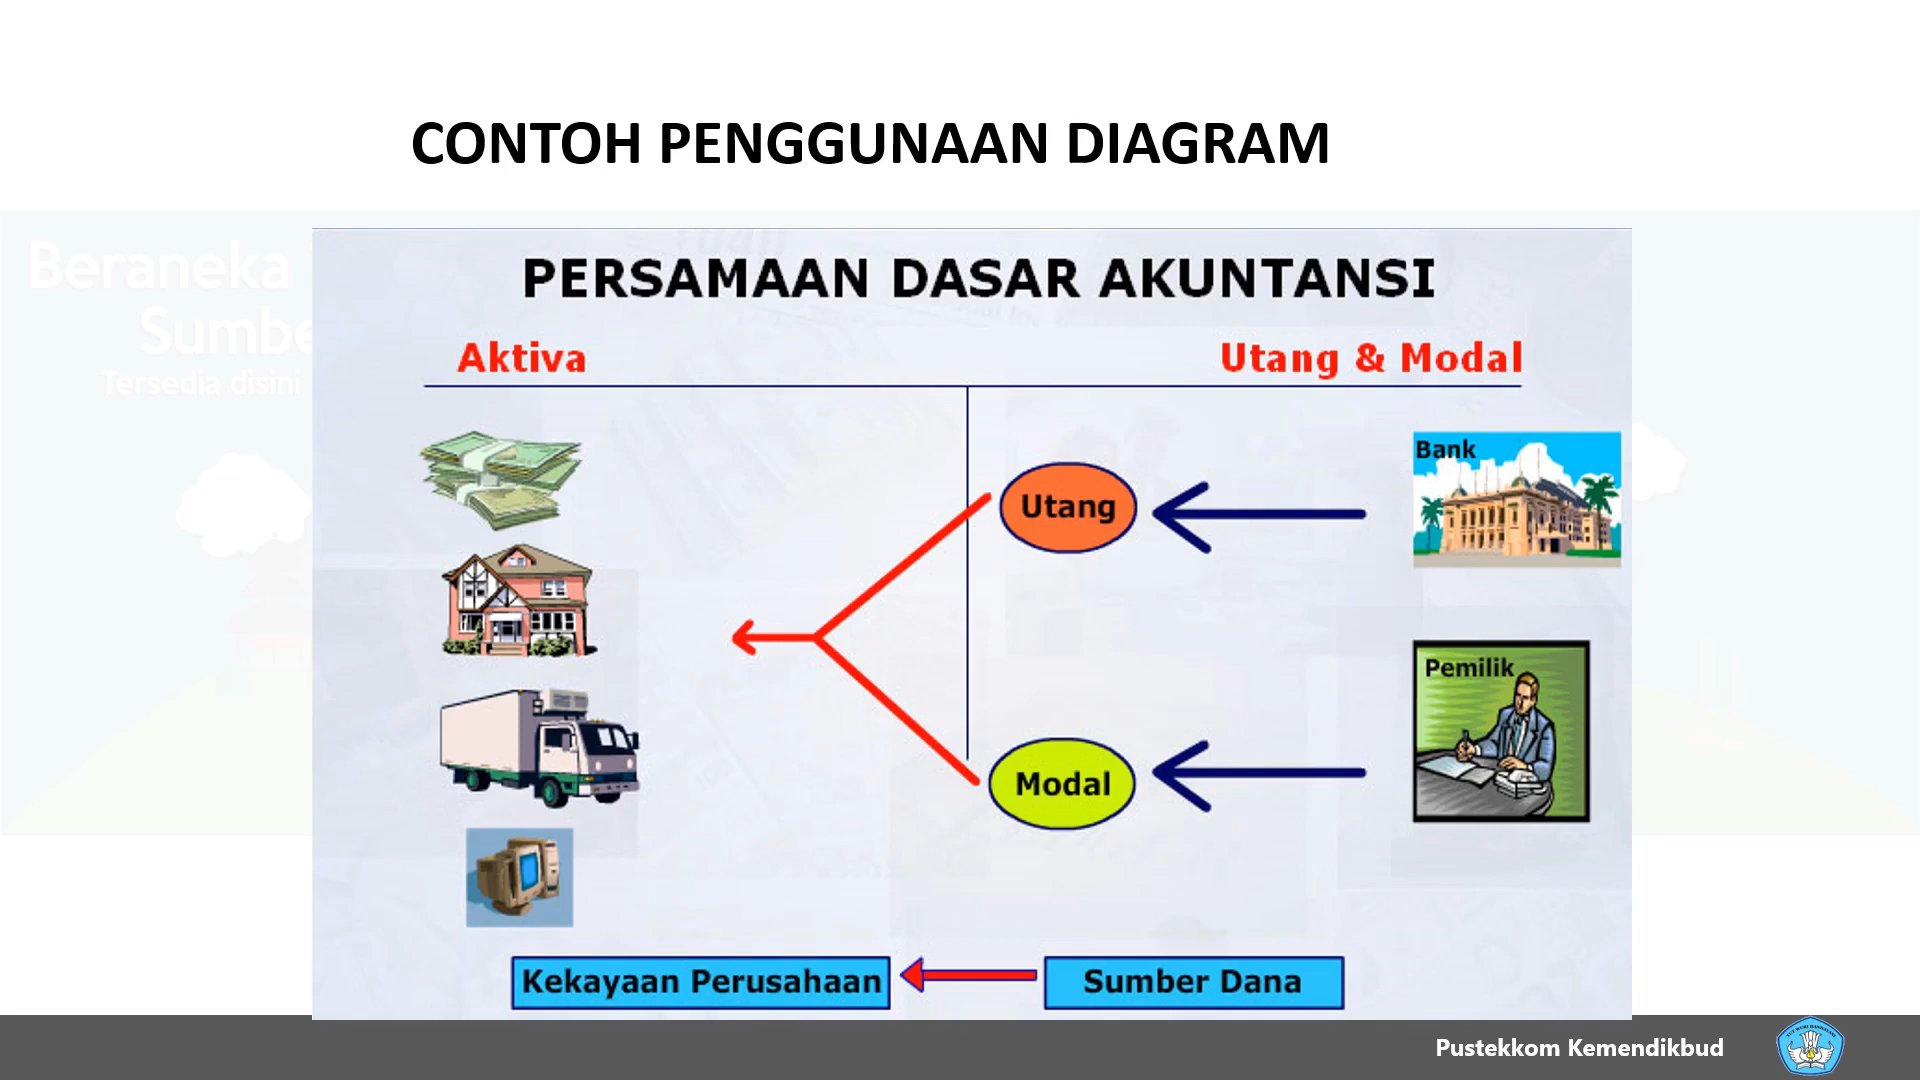 CONTOH PENGGUNAAN DIAGRAM
Beraneka
Tersedia disini
PERSAMAAN DASAR AKUNTANSI
Aktiva
Utang & Modal
Utang
Bank
Pemilik
Modal
Kekayaan Perusahaan
Sumber Dana
Pustekkom Kemendikbud